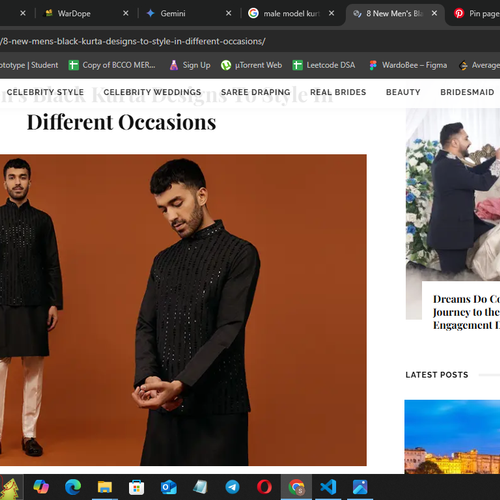 WarDope
Gemini
male model kurt
8 New Men's Bla
Pin page
/8-new-mens-black-kurta-designs-to-style-in-different-occasions/
ototype | Student
Copy of BCCO MER...
Sign Up
µTorrent Web
Leetcode DSA
WardoBee – Figma
Average
CELEBRITY STYLE
CELEBRITY WEDDINGS
SAREE DRAPING
REAL BRIDES
BEAUTY
BRIDESMAID
n's Black Kurta Designs To Style in
Different Occasions
Dreams Do Co
Journey to the
Engagement D
LATEST POSTS